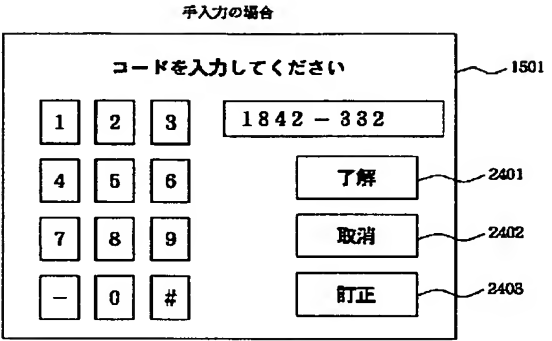 手入力の場合
コードを入力してください
1501
1 2 3
1842-332
4 5 6
了解
2401
7 8 9
取消
2402
- 0 #
訂正
2403